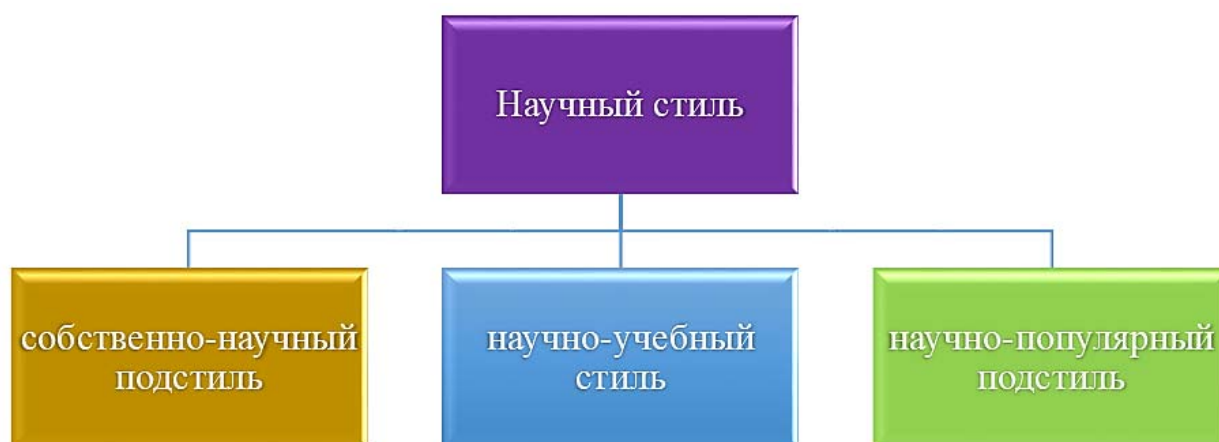 Научный стиль
собственно-научный
подстиль
научно-учебный
стиль
научно-популярный
подстиль